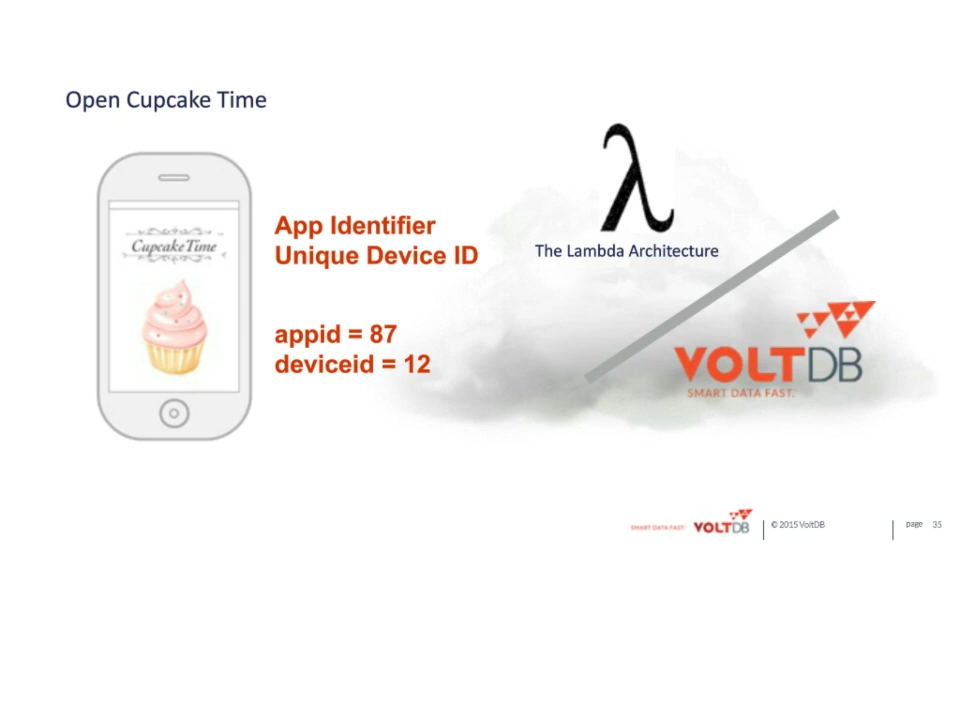 Open Cupcake Time
Cupcake Time
App Identifier
Unique Device ID
appid = 87
deviceid = 12
λ
The Lambda Architecture
VOLTDB
SMART DATA FAST.
SMART DATA FAST. VOLTDB © 2015 VoltDB page 35